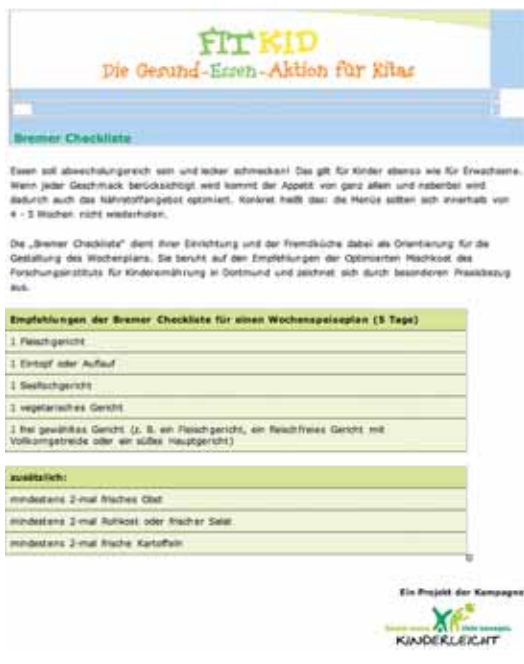 FIT KID
Die Gesund-Essen-Aktion für Kitas
Bremer Checkliste
Essen soll abwechslungsreich sein und lecker schmecken! Das gilt für Kinder ebenso wie für Erwachsene.
Wenn jeder Geschmack berücksichtigt wird kommt der Appetit von ganz allein und nebenbei wird
dadurch auch das Nährstoffangebot optimiert. Konkret heißt das: die Menüs sollten sich innerhalb von
4 - 5 Wochen nicht wiederholen.
Die „Bremer Checkliste" dient Ihrer Einrichtung und der Fremdküche dabei als Orientierung für die
Gestaltung des Wochenplans. Sie beruht auf den Empfehlungen der Optimierten Mischkost des
Forschungsinstituts für Kinderernährung in Dortmund und zeichnet sich durch besonderen Praxisbezug
aus.
Empfehlungen der Bremer Checkliste für einen Wochenspeiseplan (5 Tage)
1 Fleischgericht
1 Eintopf oder Auflauf
1 Seefischgericht
1 vegetarisches Gericht
1 frei gewähltes Gericht (z. B. ein Fleischgericht, ein fleischfreies Gericht mit
Vollkorngetreide oder ein süßes Hauptgericht)
zusätzlich:
mindestens 2-mal frisches Obst
mindestens 2-mal Rohkost oder frischer Salat
mindestens 2-mal frische Kartoffeln
Ein Projekt der Kampagne
KINDERLEICHT